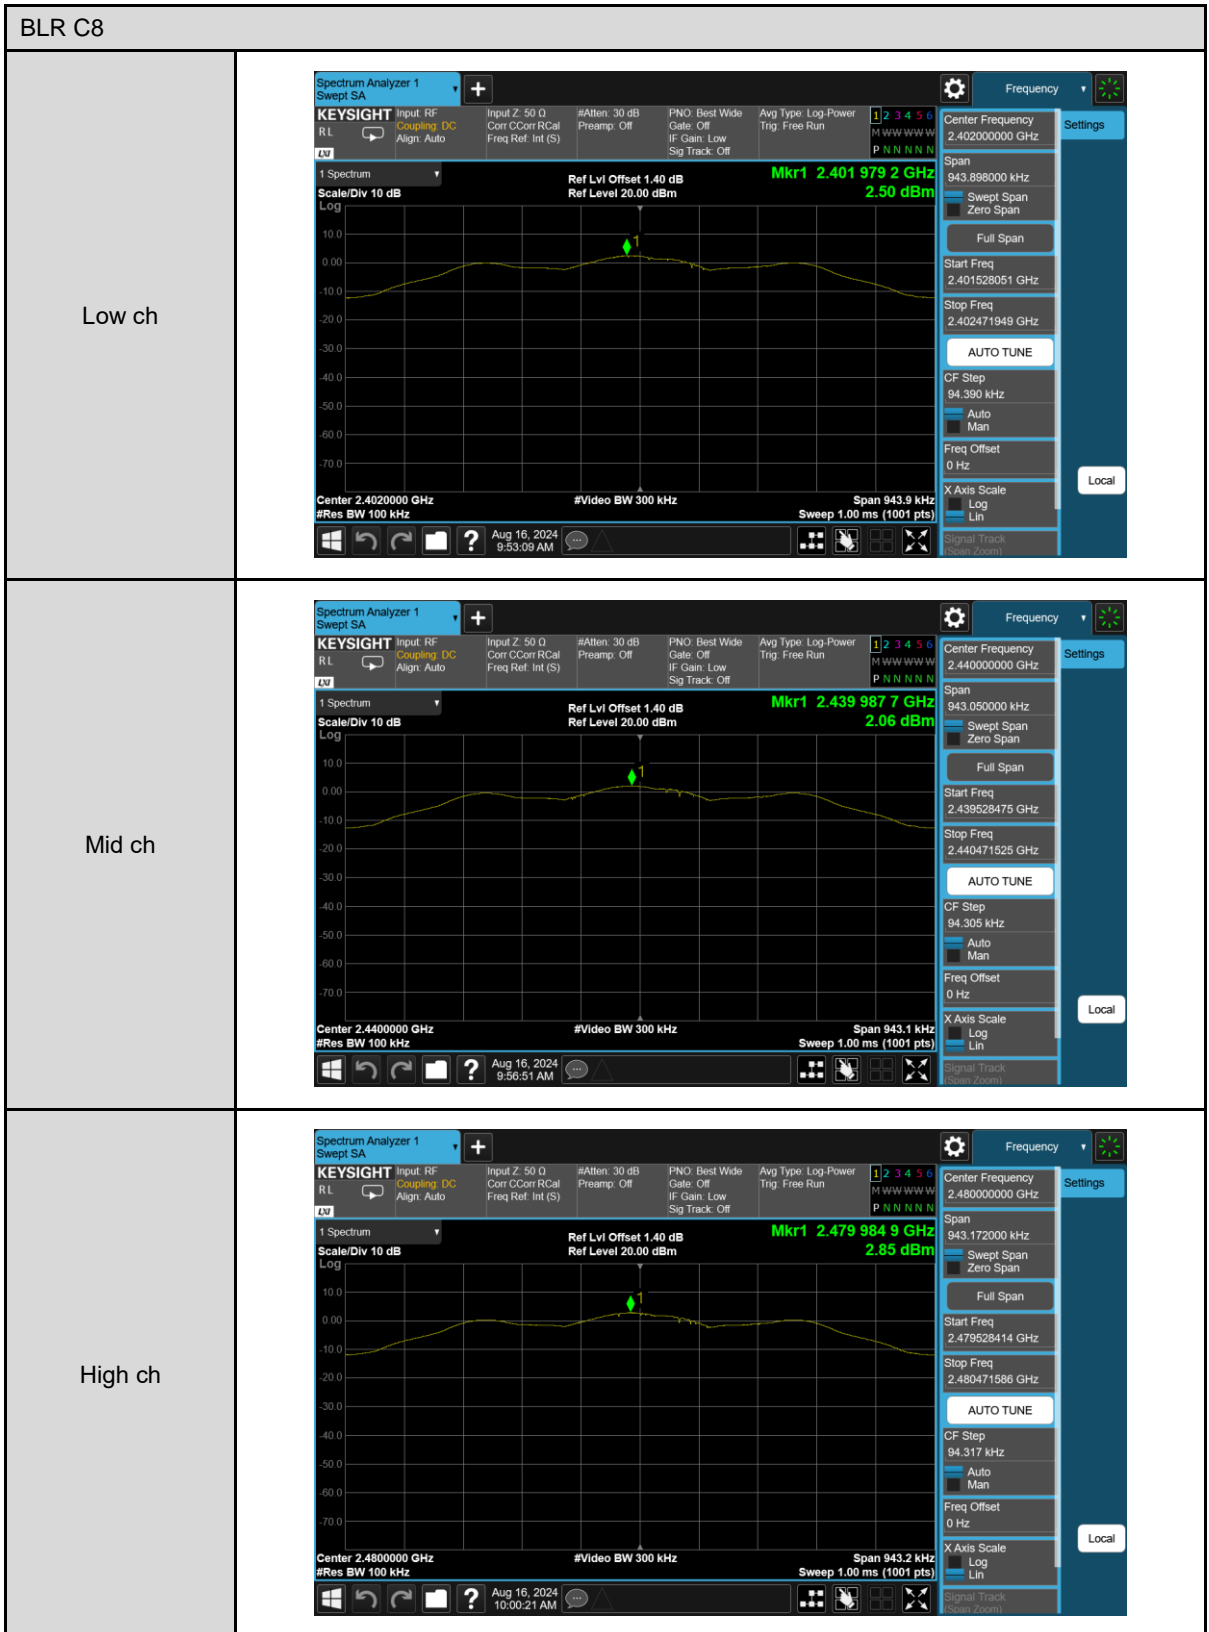 BLR C8
Low ch
Spectrum Analyzer 1
Swept SA
Frequency
KEYSIGHT
RL
LXI
Input: RF
Coupling: DC
Align: Auto
Input Z: 50 Ω
Corr CCorr RCal
Freq Ref: Int (S)
#Atten: 30 dB
Preamp: Off
PNO: Best Wide
Gate: Off
IF Gain: Low
Sig Track: Off
Avg Type: Log-Power
Trig: Free Run
1 2 3 4 5 6
M W W W W W
P N N N N N
Center Frequency
2.402000000 GHz
Settings
Span
943.898000 kHz
Swept Span
Zero Span
Full Span
Start Freq
2.401528051 GHz
Stop Freq
2.402471949 GHz
AUTO TUNE
CF Step
94.390 kHz
Auto
Man
Freq Offset
0 Hz
X Axis Scale
Log
Lin
Signal Track
(Span Zoom)
Local
1 Spectrum
Scale/Div 10 dB
Log
Ref Lvl Offset 1.40 dB
Ref Level 20.00 dBm
Mkr1 2.401 979 2 GHz
2.50 dBm
1
10.0
0.00
-10.0
-20.0
-30.0
-40.0
-50.0
-60.0
-70.0
Center 2.4020000 GHz
#Res BW 100 kHz
#Video BW 300 kHz
Span 943.9 kHz
Sweep 1.00 ms (1001 pts)
Aug 16, 2024
9:53:09 AM
Mid ch
Spectrum Analyzer 1
Swept SA
Frequency
KEYSIGHT
RL
LXI
Input: RF
Coupling: DC
Align: Auto
Input Z: 50 Ω
Corr CCorr RCal
Freq Ref: Int (S)
#Atten: 30 dB
Preamp: Off
PNO: Best Wide
Gate: Off
IF Gain: Low
Sig Track: Off
Avg Type: Log-Power
Trig: Free Run
1 2 3 4 5 6
M W W W W W
P N N N N N
Center Frequency
2.440000000 GHz
Settings
Span
943.050000 kHz
Swept Span
Zero Span
Full Span
Start Freq
2.439528475 GHz
Stop Freq
2.440471525 GHz
AUTO TUNE
CF Step
94.305 kHz
Auto
Man
Freq Offset
0 Hz
X Axis Scale
Log
Lin
Signal Track
(Span Zoom)
Local
1 Spectrum
Scale/Div 10 dB
Log
Ref Lvl Offset 1.40 dB
Ref Level 20.00 dBm
Mkr1 2.439 987 7 GHz
2.06 dBm
1
10.0
0.00
-10.0
-20.0
-30.0
-40.0
-50.0
-60.0
-70.0
Center 2.4400000 GHz
#Res BW 100 kHz
#Video BW 300 kHz
Span 943.1 kHz
Sweep 1.00 ms (1001 pts)
Aug 16, 2024
9:56:51 AM
High ch
Spectrum Analyzer 1
Swept SA
Frequency
KEYSIGHT
RL
LXI
Input: RF
Coupling: DC
Align: Auto
Input Z: 50 Ω
Corr CCorr RCal
Freq Ref: Int (S)
#Atten: 30 dB
Preamp: Off
PNO: Best Wide
Gate: Off
IF Gain: Low
Sig Track: Off
Avg Type: Log-Power
Trig: Free Run
1 2 3 4 5 6
M W W W W W
P N N N N N
Center Frequency
2.480000000 GHz
Settings
Span
943.172000 kHz
Swept Span
Zero Span
Full Span
Start Freq
2.479528414 GHz
Stop Freq
2.480471586 GHz
AUTO TUNE
CF Step
94.317 kHz
Auto
Man
Freq Offset
0 Hz
X Axis Scale
Log
Lin
Signal Track
(Span Zoom)
Local
1 Spectrum
Scale/Div 10 dB
Log
Ref Lvl Offset 1.40 dB
Ref Level 20.00 dBm
Mkr1 2.479 984 9 GHz
2.85 dBm
1
10.0
0.00
-10.0
-20.0
-30.0
-40.0
-50.0
-60.0
-70.0
Center 2.4800000 GHz
#Res BW 100 kHz
#Video BW 300 kHz
Span 943.2 kHz
Sweep 1.00 ms (1001 pts)
Aug 16, 2024
10:00:21 AM